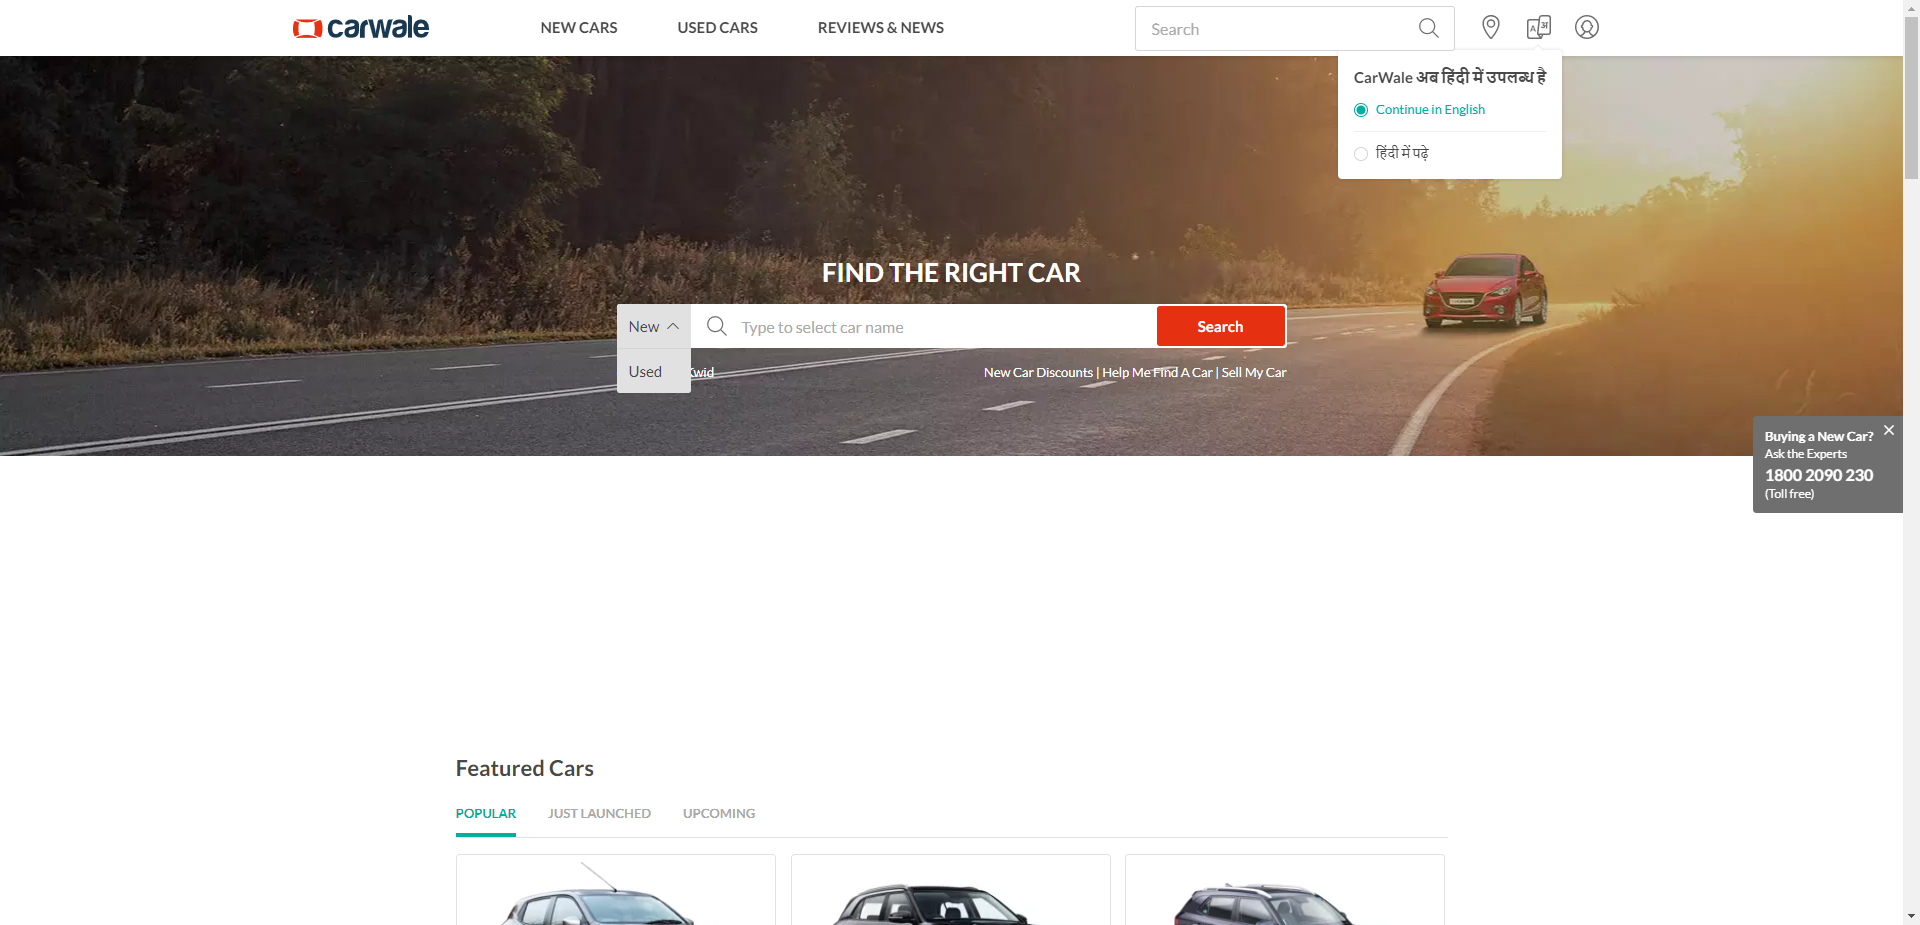 carwale
NEW CARS
USED CARS
REVIEWS & NEWS
Search
CarWale अब हिंदी में उपलब्ध है
Continue in English
हिंदी में पढ़े
FIND THE RIGHT CAR
New
Type to select car name
Search
Used
Kwid
New Car Discounts | Help Me Find A Car | Sell My Car
Buying a New Car?
Ask the Experts
1800 2090 230
(Toll free)
Featured Cars
POPULAR
JUST LAUNCHED
UPCOMING